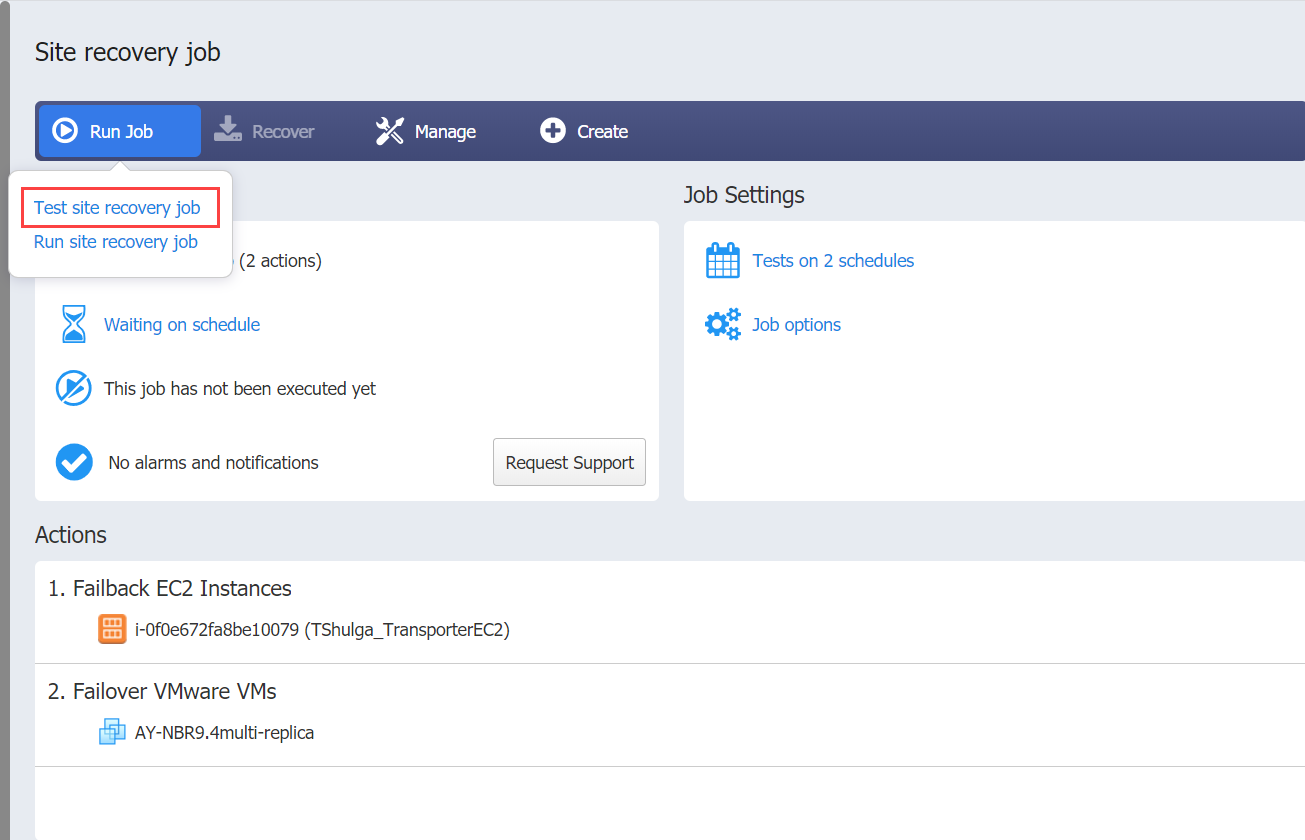 Site recovery job
Run Job
Recover
Manage
Create
Test site recovery job
Run site recovery job
Job Settings
(2 actions)
Tests on 2 schedules
Waiting on schedule
Job options
This job has not been executed yet
No alarms and notifications
Request Support
Actions
1. Failback EC2 Instances
i-0f0e672fa8be10079 (TShulga_TransporterEC2)
2. Failover VMware VMs
AY-NBR9.4multi-replica